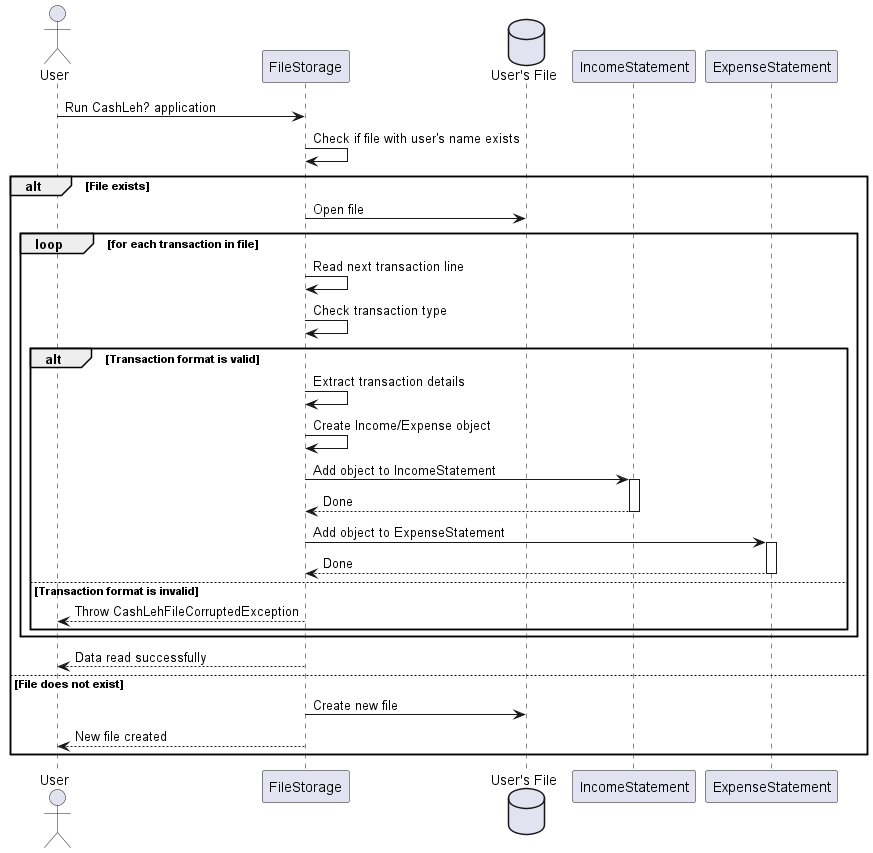 User
FileStorage
User's File
IncomeStatement
ExpenseStatement
Run CashLeh? application
Check if file with user's name exists
alt
[File exists]
Open file
loop
[for each transaction in file]
Read next transaction line
Check transaction type
alt
[Transaction format is valid]
Extract transaction details
Create Income/Expense object
Add object to IncomeStatement
Done
Add object to ExpenseStatement
Done
[Transaction format is invalid]
Throw CashLehFileCorruptedException
Data read successfully
[File does not exist]
Create new file
New file created
User
FileStorage
User's File
IncomeStatement
ExpenseStatement